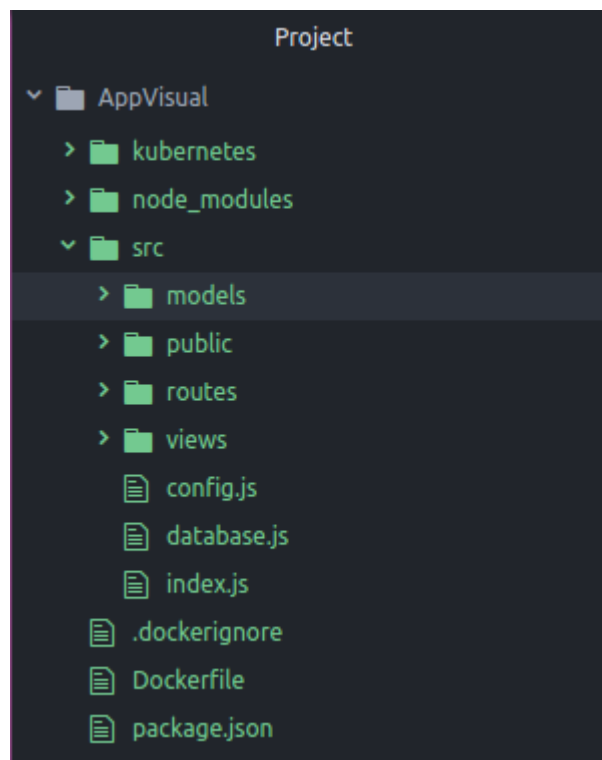 Project
AppVisual
kubernetes
node_modules
src
models
public
routes
views
config.js
database.js
index.js
.dockerignore
Dockerfile
package.json